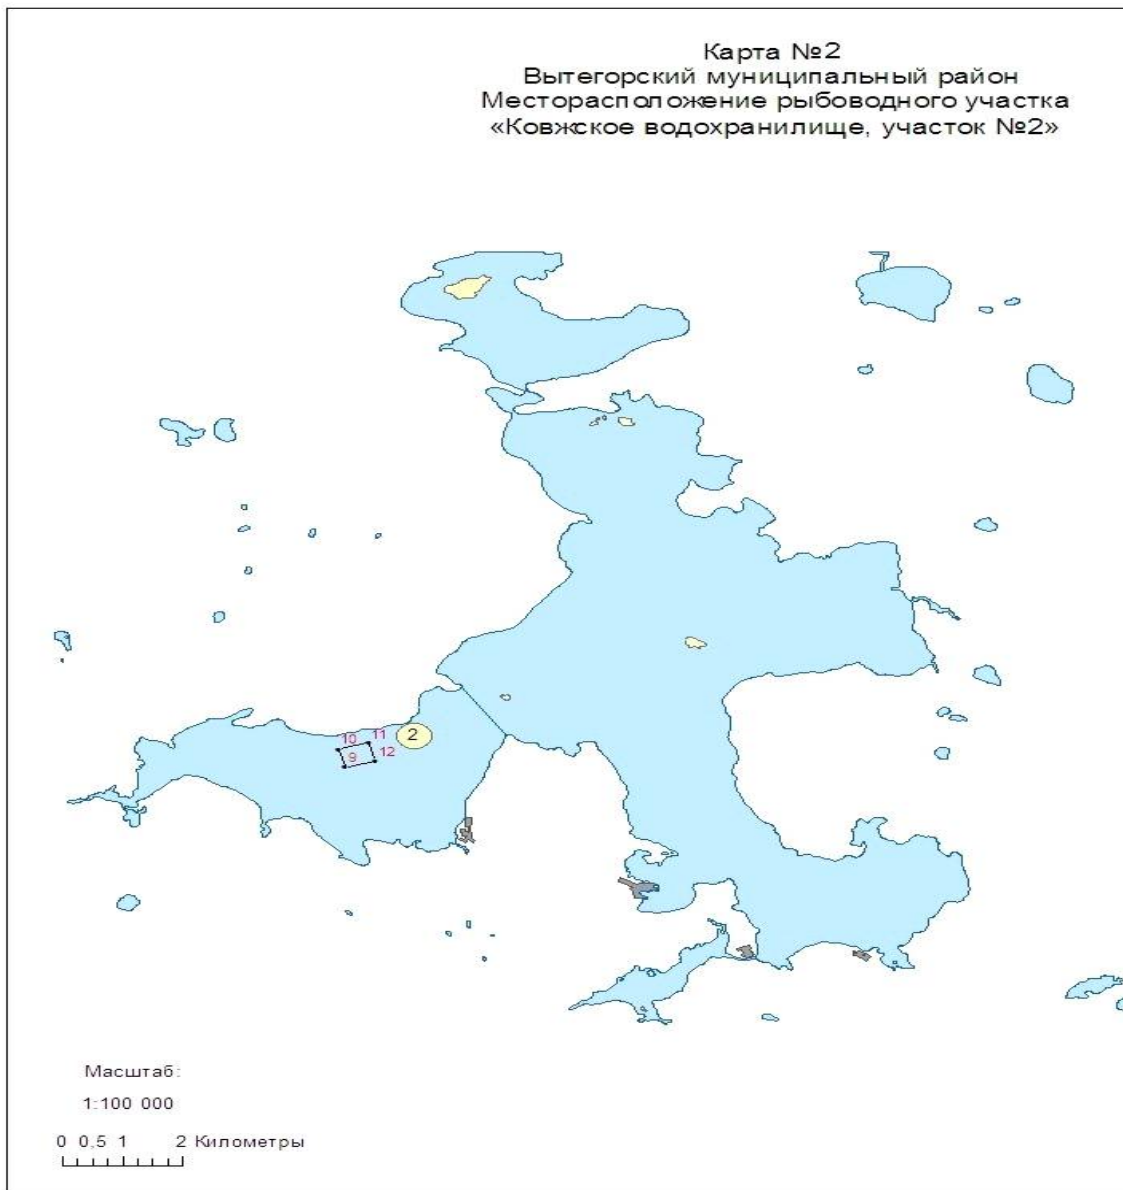 Карта №2
Вытегорский муниципальный район
Месторасположение рыбоводного участка
«Ковжское водохранилище, участок №2»
10 11 2
9 12
Масштаб:
1:100 000
0 0,5 1 2 Километры